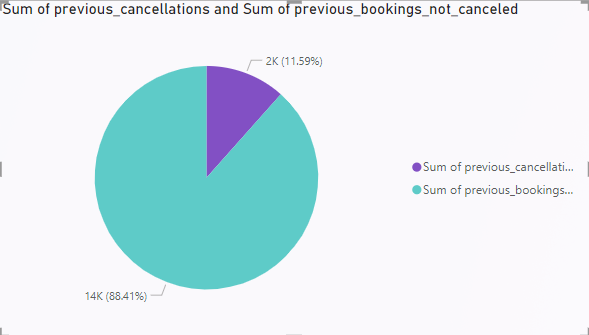 Sum of previous_cancellations and Sum of previous_bookings_not_canceled
2K (11.59%)
Sum of previous_cancellati...
Sum of previous_bookings...
14K (88.41%)